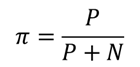 π = P / (P + N)